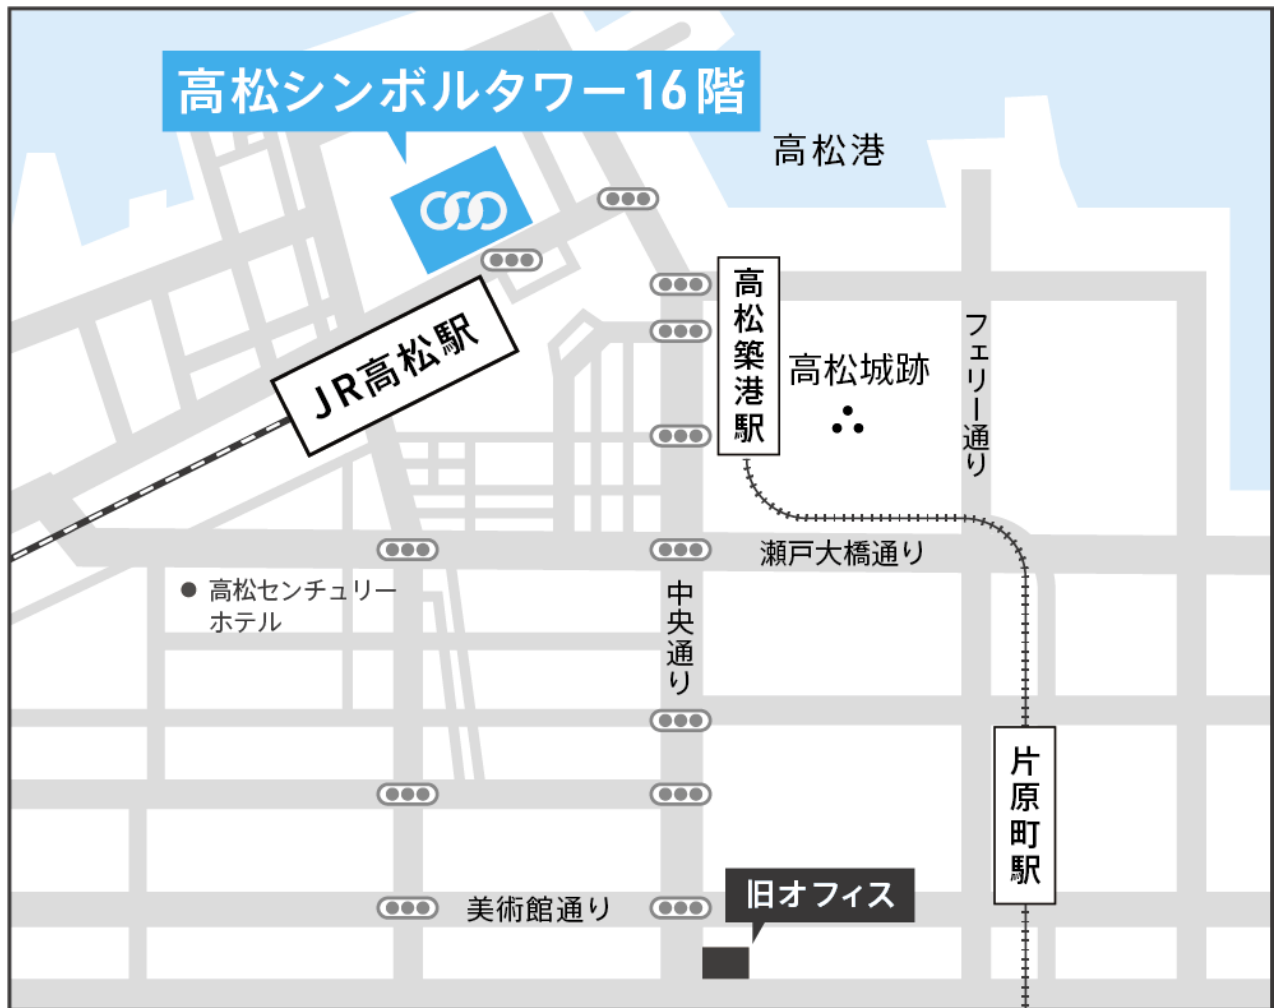 高松シンボルタワー16階
高松港
JR高松駅
高松築港駅
高松城跡
フェリー通り
瀬戸大橋通り
高松センチュリー
ホテル
中央通り
片原町駅
旧オフィス
美術館通り